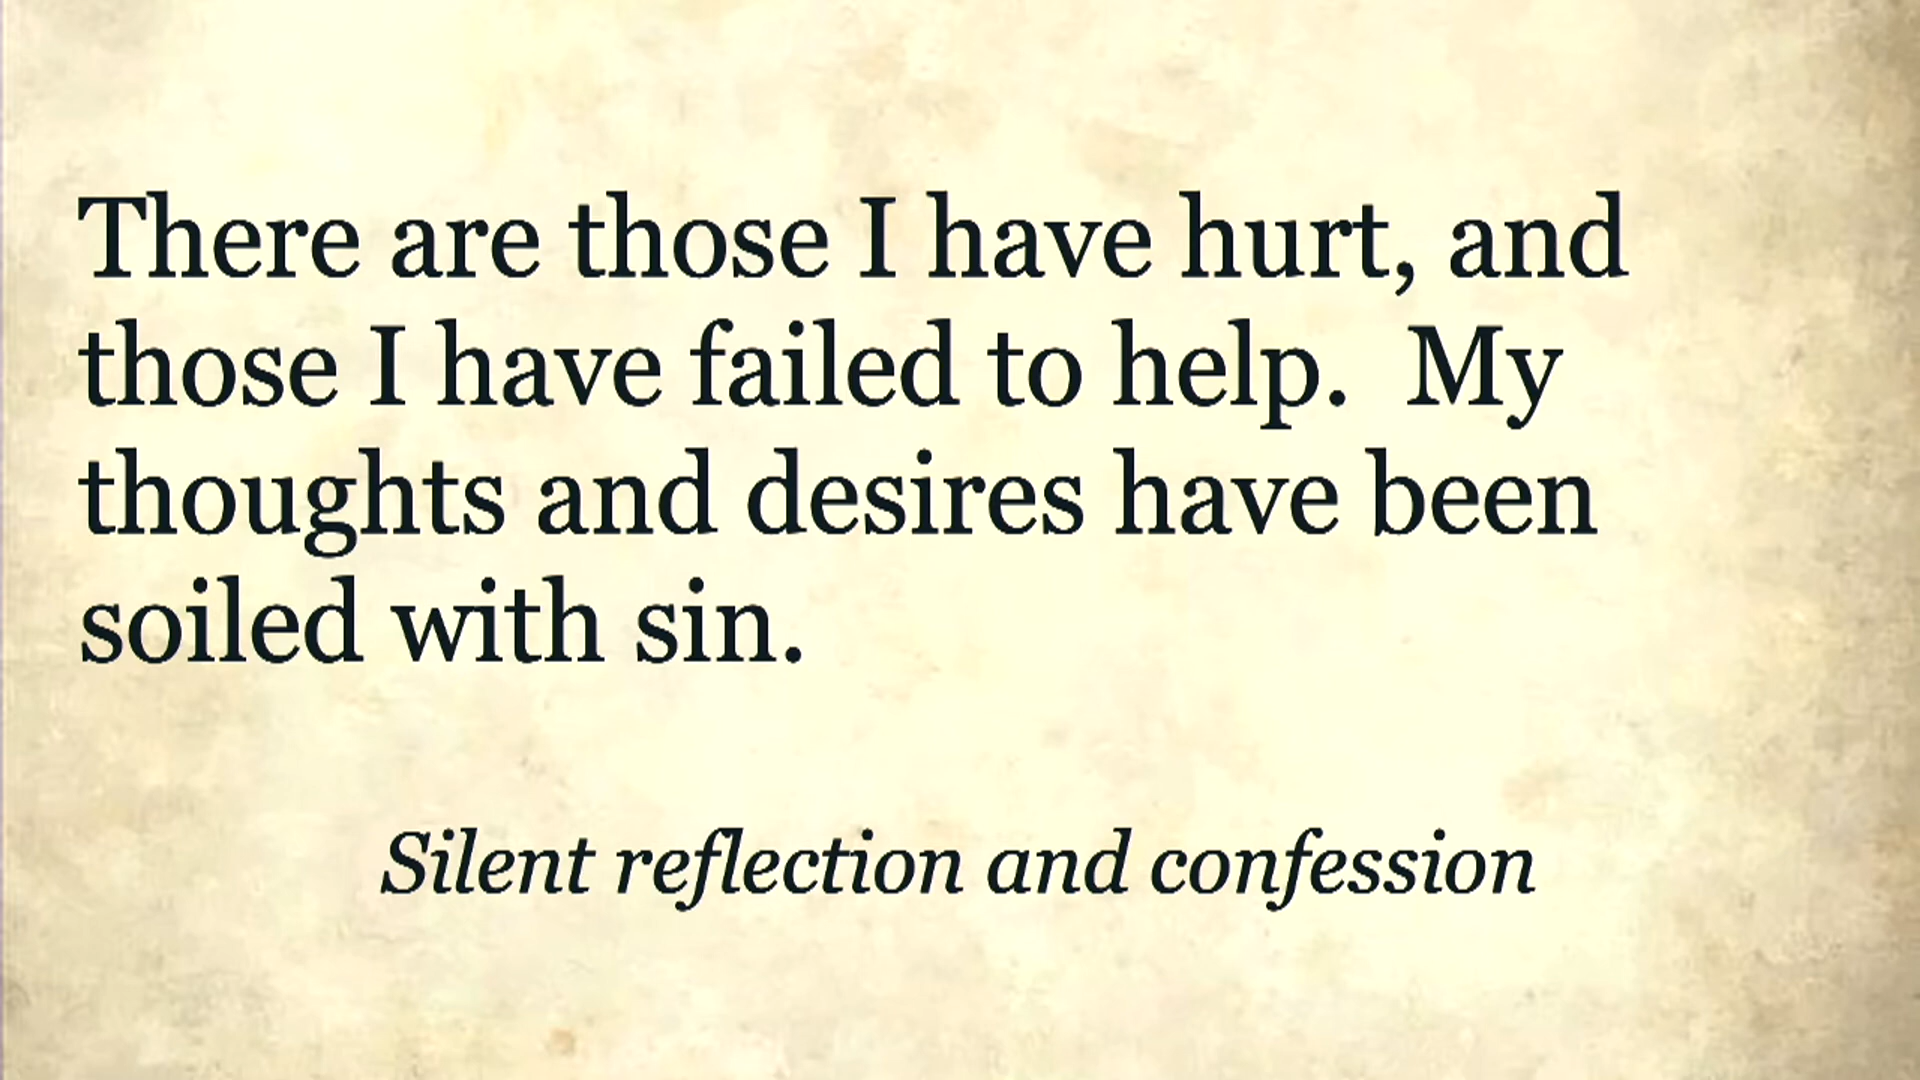 There are those I have hurt, and
those I have failed to help.  My
thoughts and desires have been
soiled with sin.
Silent reflection and confession